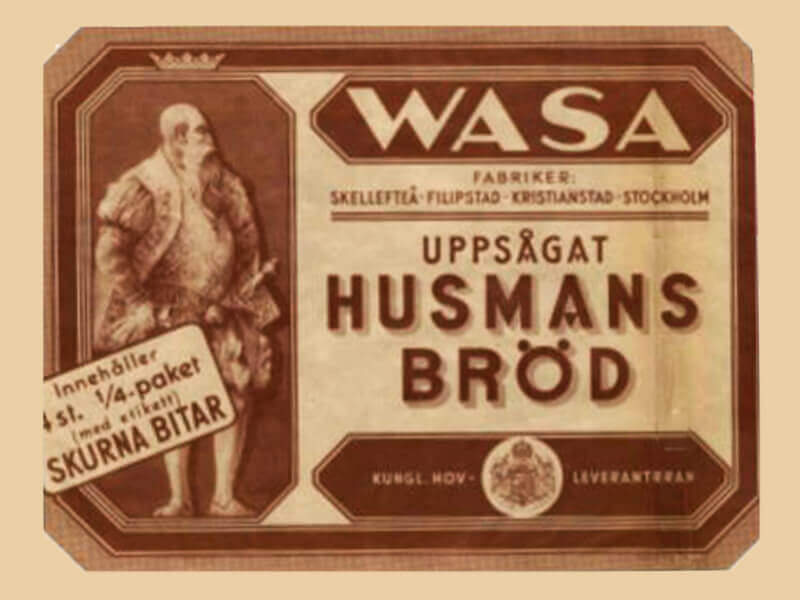 WASA
FABRIKER:
SKELLEFTEÅ · FILIPSTAD · KRISTIANSTAD · STOCKHOLM
UPPSÅGAT
HUSMANS
BRÖD
Innehåller
4 st. 1/4-paket
(med etikett)
SKURNA BITAR
KUNGL. HOV- LEVERANTÖRER